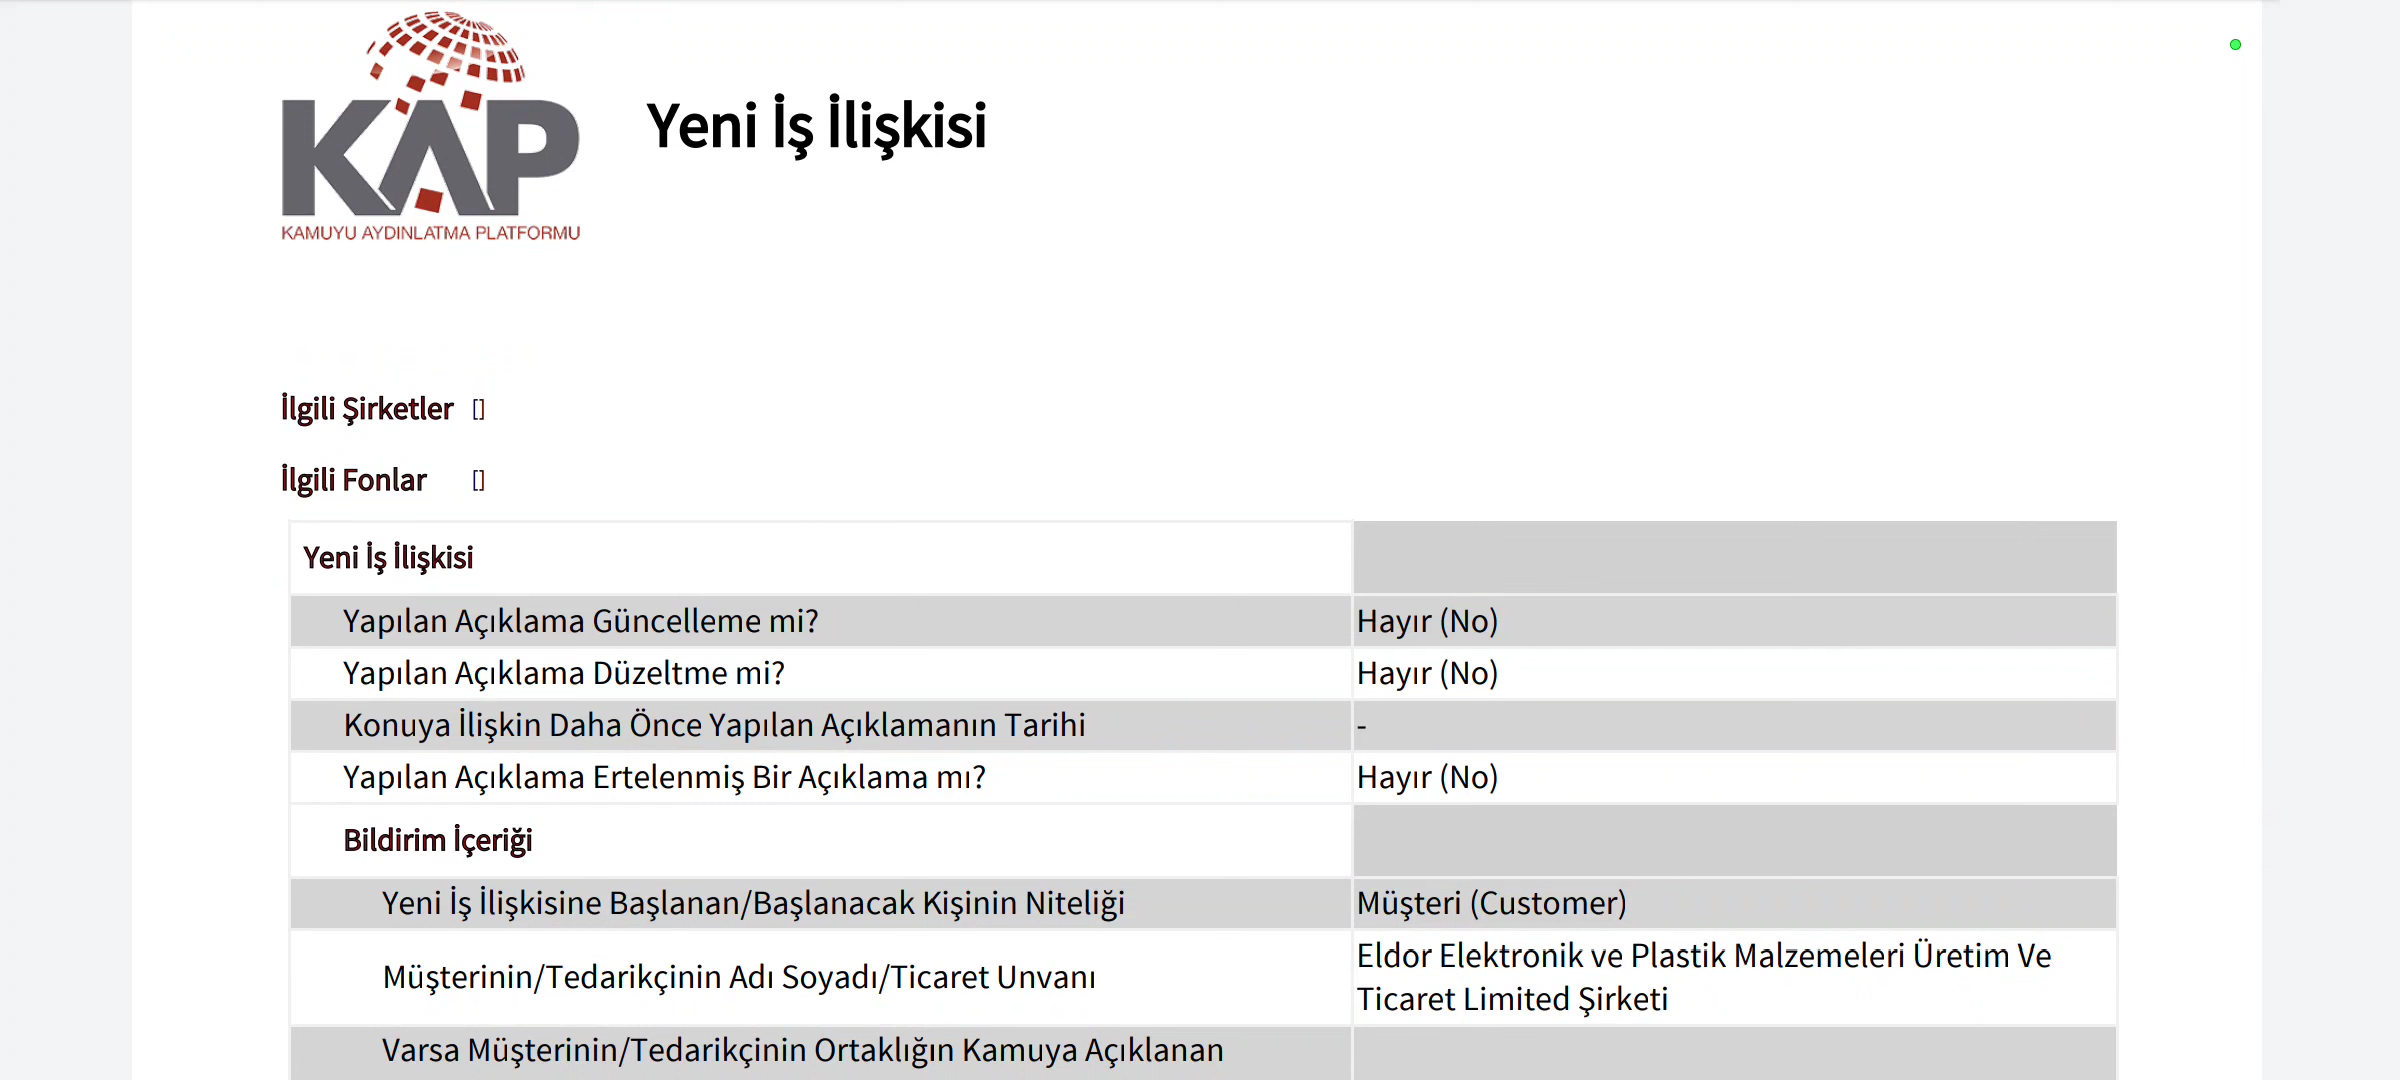 KAP
KAMUYU AYDINLATMA PLATFORMU
Yeni İş İlişkisi
İlgili Şirketler []
İlgili Fonlar []
Yeni İş İlişkisi
Yapılan Açıklama Güncelleme mi? Hayır (No)
Yapılan Açıklama Düzeltme mi? Hayır (No)
Konuya İlişkin Daha Önce Yapılan Açıklamanın Tarihi -
Yapılan Açıklama Ertelenmiş Bir Açıklama mı? Hayır (No)
Bildirim İçeriği
Yeni İş İlişkisine Başlanan/Başlanacak Kişinin Niteliği Müşteri (Customer)
Müşterinin/Tedarikçinin Adı Soyadı/Ticaret Unvanı
Eldor Elektronik ve Plastik Malzemeleri Üretim Ve
Ticaret Limited Şirketi
Varsa Müşterinin/Tedarikçinin Ortaklığın Kamuya Açıklanan